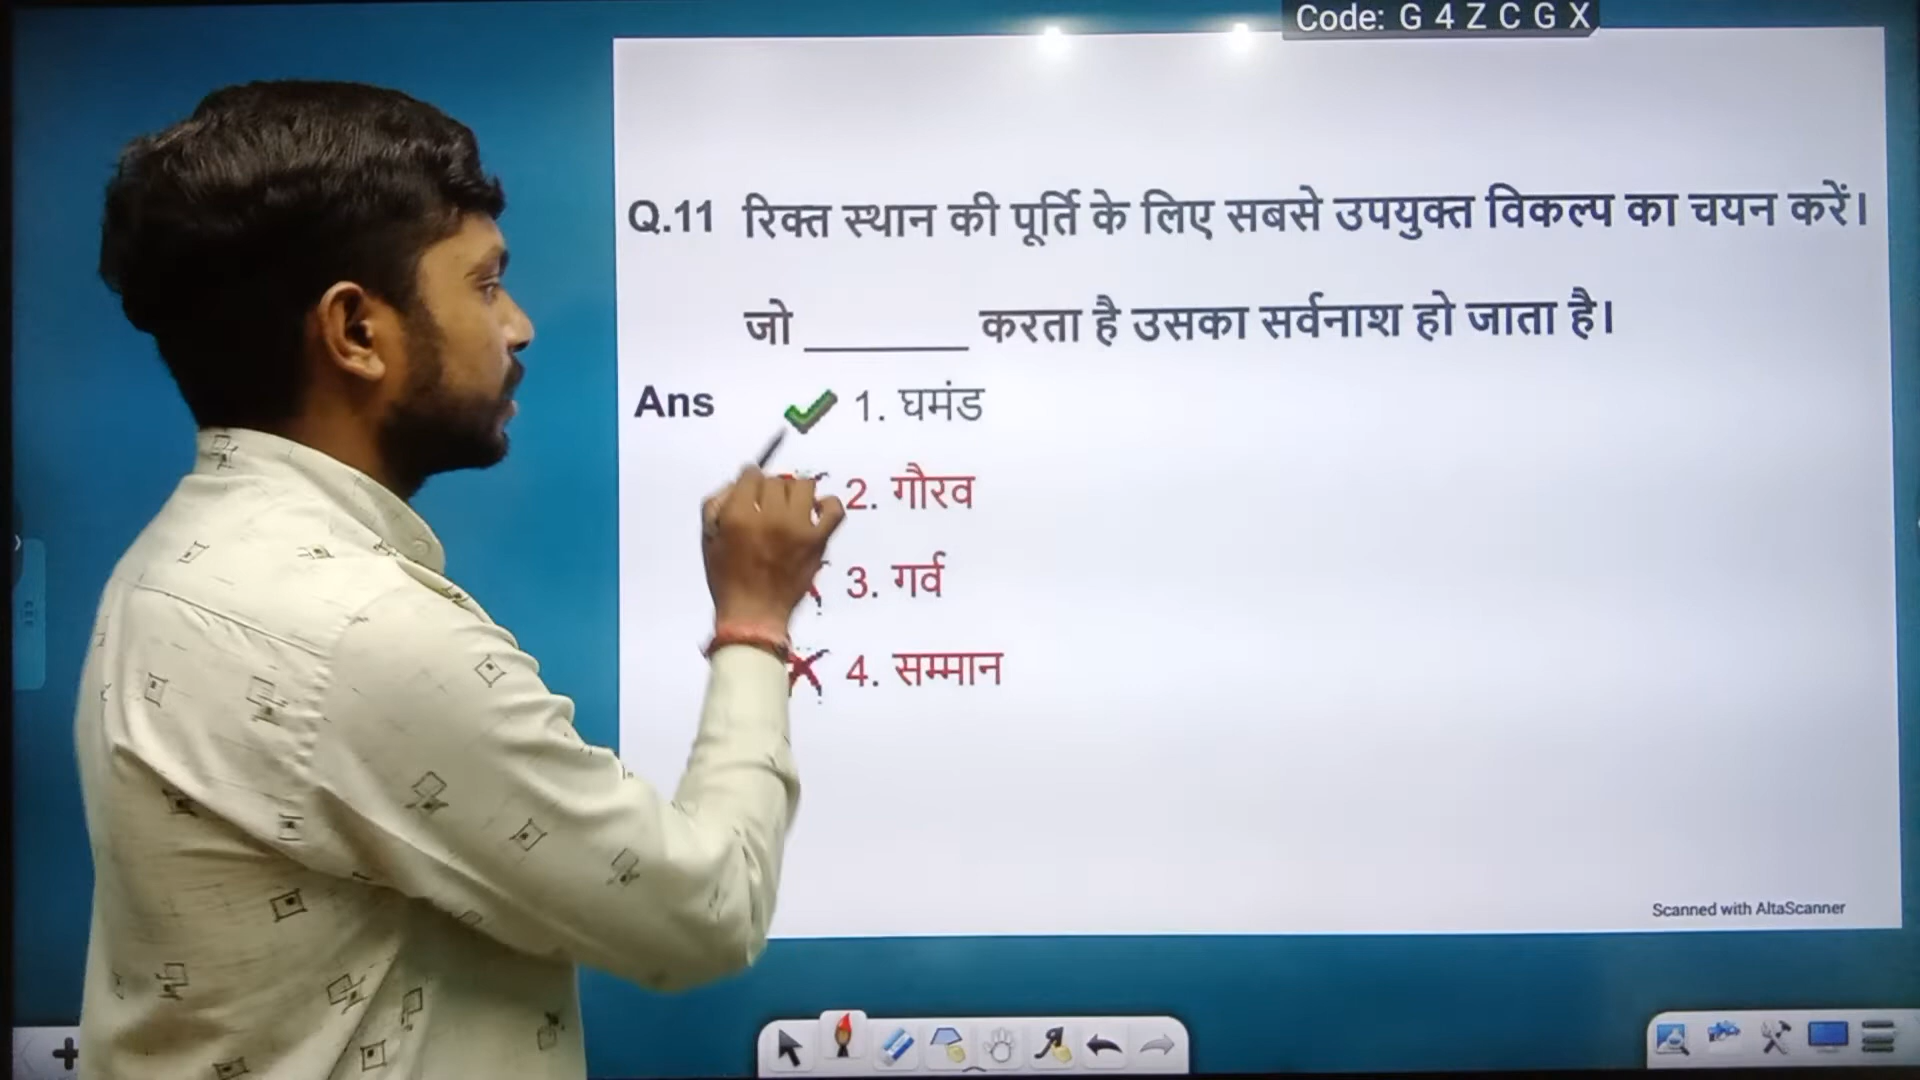 Code: G 4 Z C G X
Q.11 रिक्त स्थान की पूर्ति के लिए सबसे उपयुक्त विकल्प का चयन करें।
जो ________ करता है उसका सर्वनाश हो जाता है।
Ans 1. घमंड
2. गौरव
3. गर्व
4. सम्मान
Scanned with AltaScanner